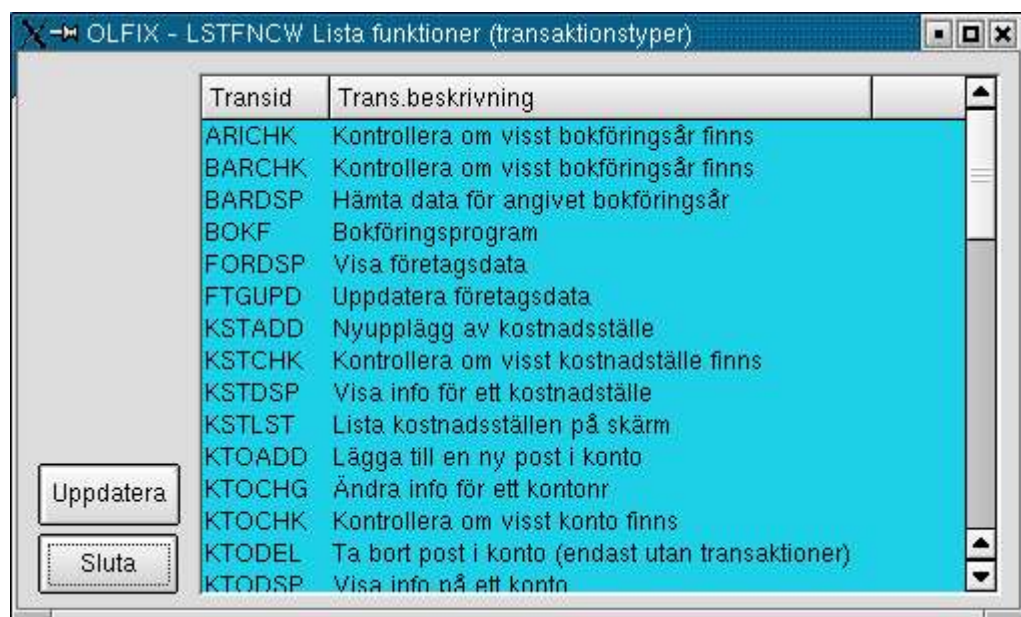 OLFIX - LSTFNCW Lista funktioner (transaktionstyper)
Transid Trans.beskrivning
ARICHK Kontrollera om visst bokföringsår finns
BARCHK Kontrollera om visst bokföringsår finns
BARDSP Hämta data för angivet bokföringsår
BOKF Bokföringsprogram
FORDSP Visa företagsdata
FTGUPD Uppdatera företagsdata
KSTADD Nyupplägg av kostnadsställe
KSTCHK Kontrollera om visst kostnadställe finns
KSTDSP Visa info för ett kostnadställe
KSTLST Lista kostnadsställen på skärm
KTOADD Lägga till en ny post i konto
KTOCHG Ändra info för ett kontonr
KTOCHK Kontrollera om visst konto finns
KTODEL Ta bort post i konto (endast utan transaktioner)
KTODSP Visa info på ett konto
Uppdatera
Sluta